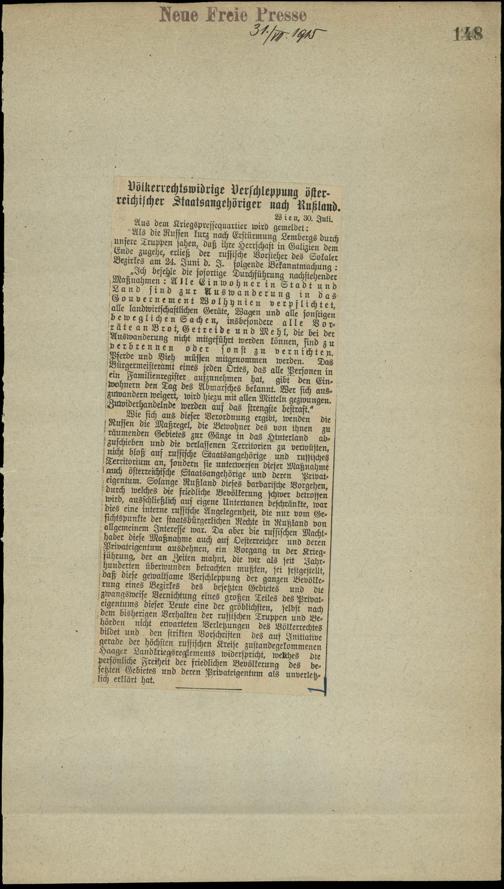 Neue Freie Presse
31./VII. 1915
148
Völkerrechtswidrige Verschleppung öster-
reichischer Staatsangehöriger nach Rußland.
Wien, 30. Juli.
Aus dem Kriegspressequartier wird gemeldet:
Als die Russen kurz nach Erstürmung Lembergs durch
unsere Truppen sahen, daß ihre Herrschaft in Galizien dem
Ende zugehe, erließ der russische Vorsteher des Sokaler
Bezirkes am 24. Juni d. J. folgende Bekanntmachung:
„Ich befehle die sofortige Durchführung nachstehender
Maßnahmen: Alle Einwohner in Stadt und
Land sind zur Auswanderung in das
Gouvernement Wolhynien verpflichtet,
alle landwirtschaftlichen Geräte, Wagen und alle sonstigen
beweglichen Sachen, insbesondere alle Vor-
räte an Brot, Getreide und Mehl, die bei der
Auswanderung nicht mitgeführt werden können, sind zu
verbrennen oder sonst zu vernichten.
Pferde und Vieh müssen mitgenommen werden. Das
Bürgermeisteramt eines jeden Ortes, das alle Personen in
ein Familienregister aufzunehmen hat, gibt den Ein-
wohnern den Tag des Abmarsches bekannt. Wer sich aus-
zuwandern weigert, wird hiezu mit allen Mitteln gezwungen.
Zuwiderhandelnde werden auf das strengste bestraft.“
Wie sich aus dieser Verordnung ergibt, wenden die
Russen die Maßregel, die Bewohner des von ihnen zu
räumenden Gebietes zur Gänze in das Hinterland ab-
zuschieben und die verlassenen Territorien zu verwüsten,
nicht bloß auf russische Staatsangehörige und russisches
Territorium an, sondern sie unterwerfen dieser Maßnahme
auch österreichische Staatsangehörige und deren Privat-
eigentum. Solange Rußland dieses barbarische Vorgehen,
durch welches die friedliche Bevölkerung schwer betroffen
wird, ausschließlich auf eigene Untertanen beschränkte, war
dies eine interne russische Angelegenheit, die nur vom Ge-
sichtspunkte der staatsbürgerlichen Rechte in Rußland von
allgemeinem Interesse war. Da aber die russischen Macht-
haber diese Maßnahme auch auf Oesterreicher und deren
Privateigentum ausdehnen, ein Vorgang in der Krieg-
führung, der an Zeiten mahnt, die wir als seit Jahr-
hunderten überwunden betrachten mußten, sei festgestellt,
daß diese gewaltsame Verschleppung der ganzen Bevölke-
rung eines Bezirkes des besetzten Gebietes und die
zwangsweise Vernichtung eines großen Teiles des Privat-
eigentums dieser Leute eine der gröblichsten, selbst nach
dem bisherigen Verhalten der russischen Truppen und Be-
hörden nicht erwarteten Verletzungen des Völkerrechtes
bildet und den strikten Vorschriften des auf Initiative
gerade der höchsten russischen Kreise zustandegekommenen
Haager Landkriegsreglements widerspricht, welches die
persönliche Freiheit der friedlichen Bevölkerung des be-
setzten Gebietes und deren Privateigentum als unverletz-
lich erklärt hat.